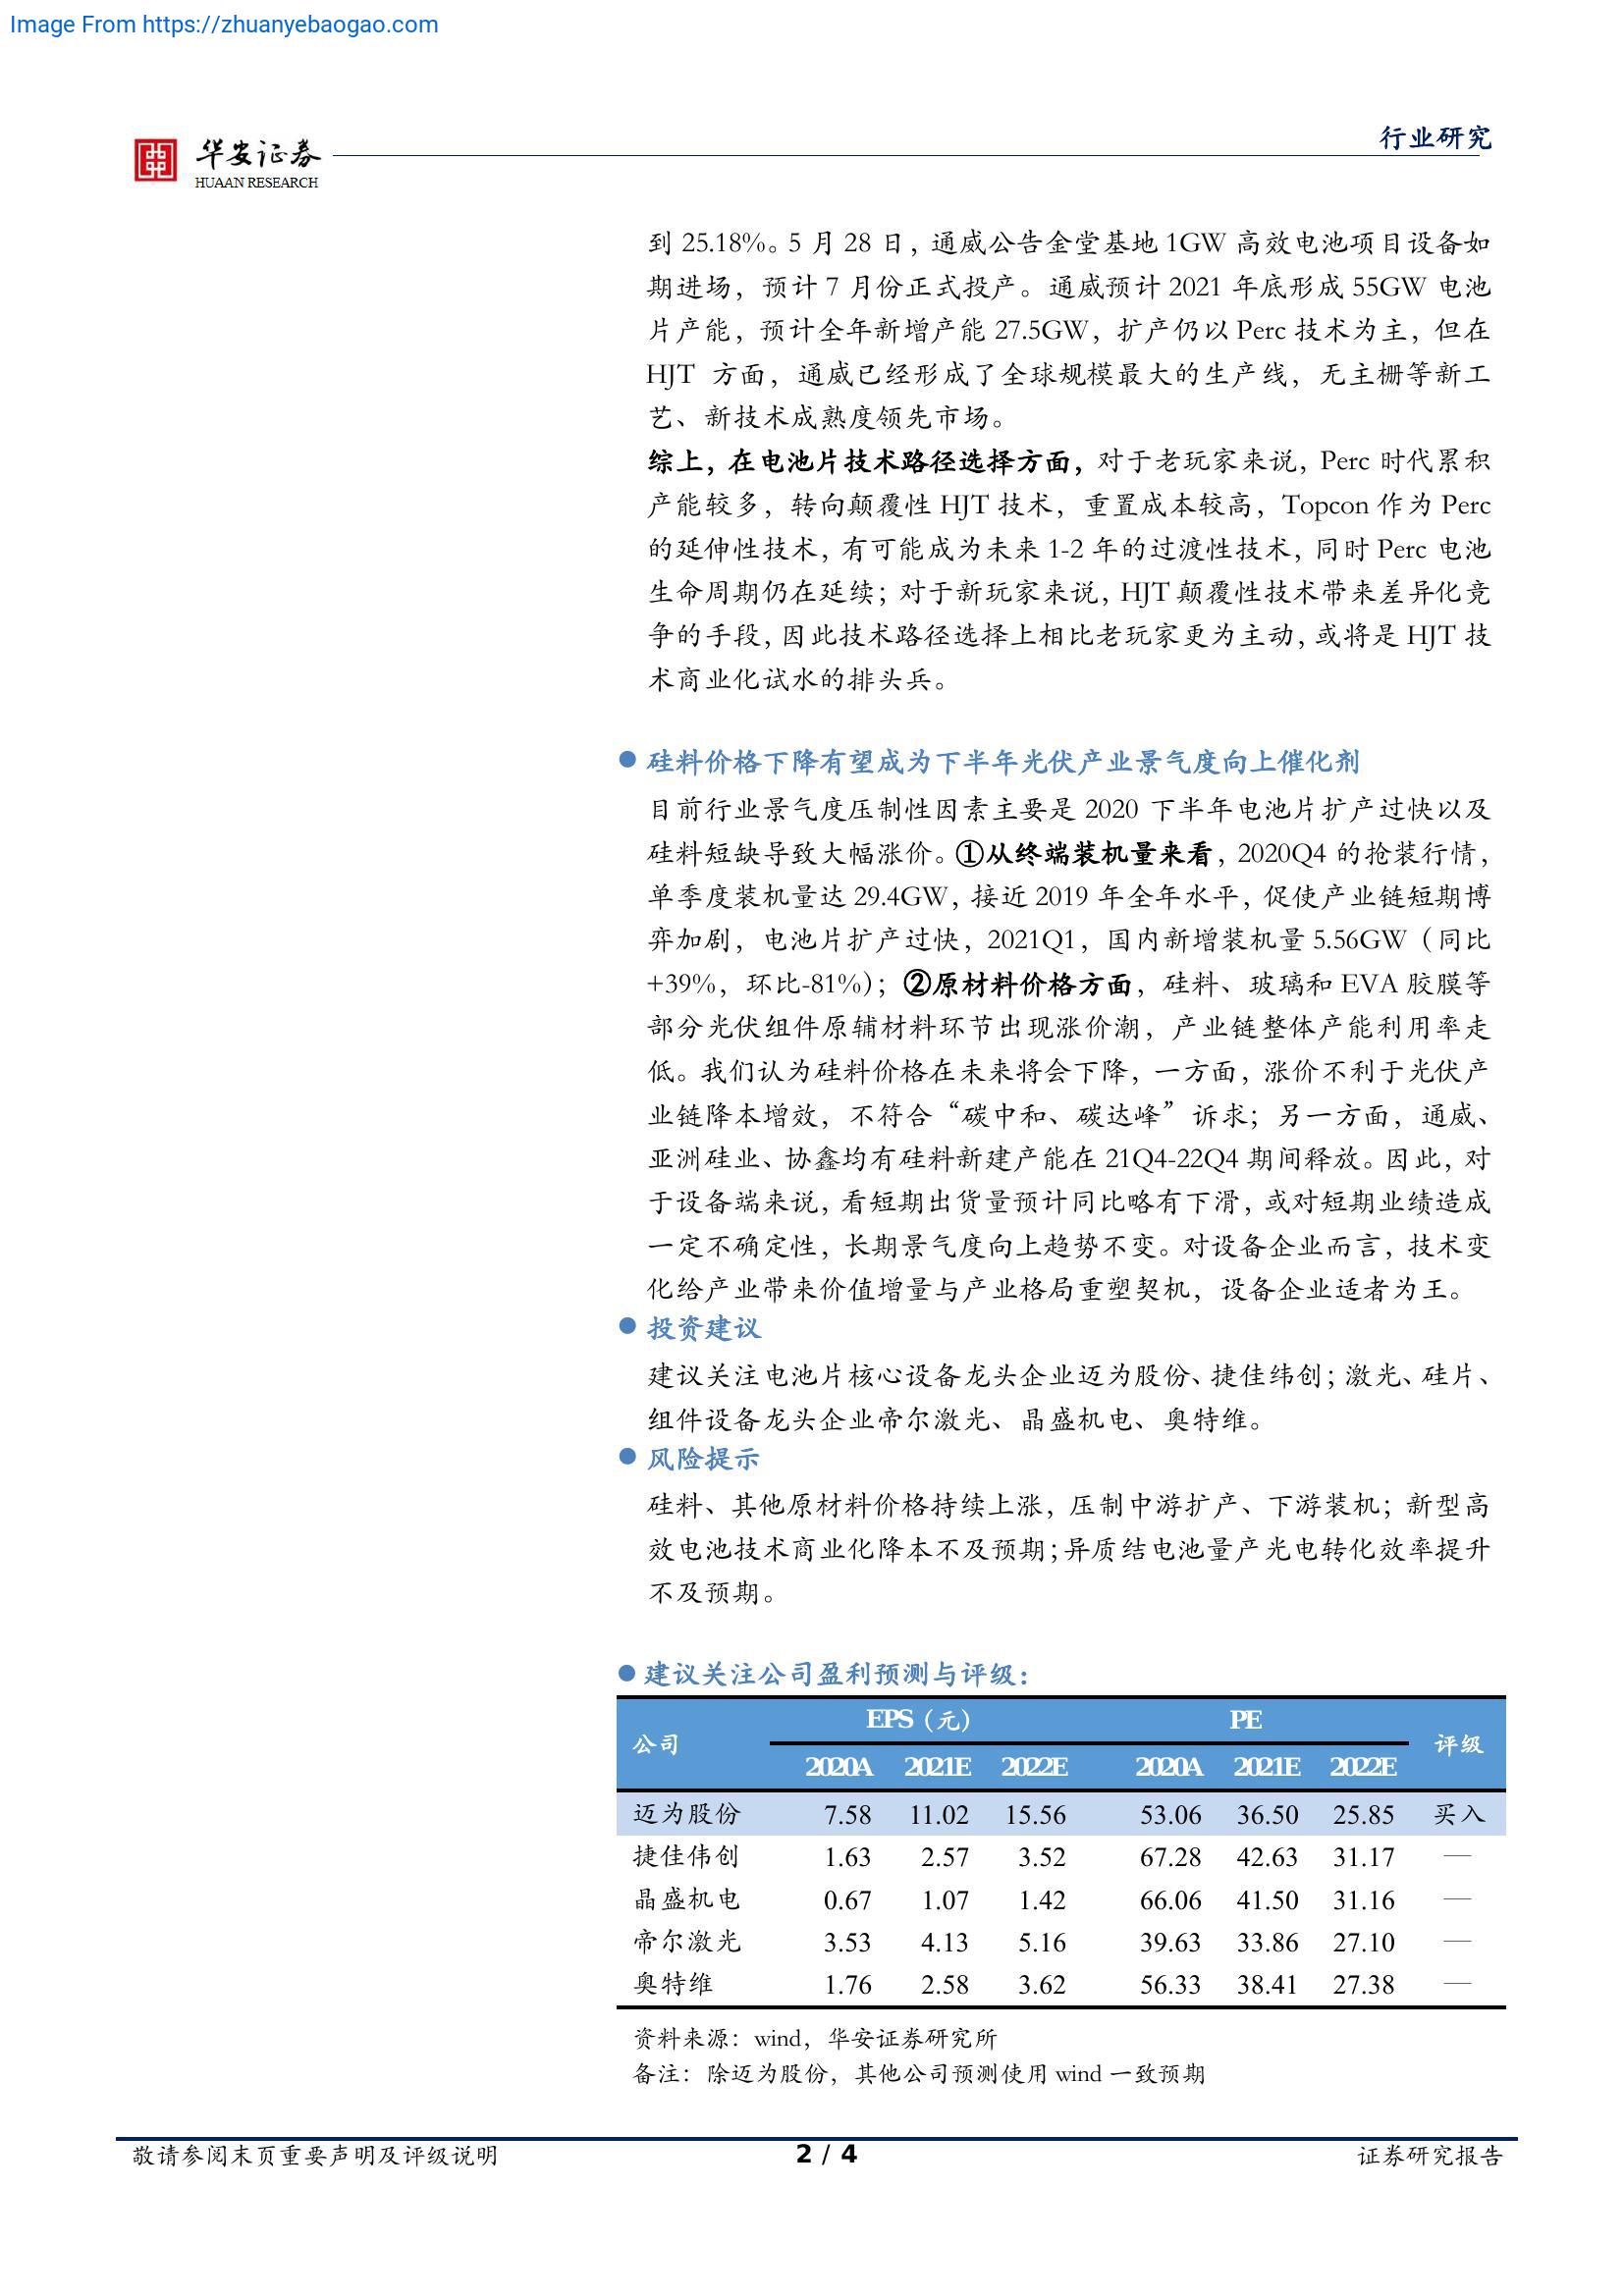 Image From https://zhuanyebaogao.com
华安证券
HUAAN RESEARCH
行业研究
到 25.18%。5 月 28 日，通威公告金堂基地 1GW 高效电池项目设备如
期进场，预计 7 月份正式投产。通威预计 2021 年底形成 55GW 电池
片产能，预计全年新增产能 27.5GW，扩产仍以 Perc 技术为主，但在
HJT 方面，通威已经形成了全球规模最大的生产线，无主栅等新工
艺、新技术成熟度领先市场。
综上，在电池片技术路径选择方面，对于老玩家来说，Perc 时代累积
产能较多，转向颠覆性 HJT 技术，重置成本较高，Topcon 作为 Perc
的延伸性技术，有可能成为未来 1-2 年的过渡性技术，同时 Perc 电池
生命周期仍在延续；对于新玩家来说，HJT 颠覆性技术带来差异化竞
争的手段，因此技术路径选择上相比老玩家更为主动，或将是 HJT 技
术商业化试水的排头兵。
● 硅料价格下降有望成为下半年光伏产业景气度向上催化剂
目前行业景气度压制性因素主要是 2020 下半年电池片扩产过快以及
硅料短缺导致大幅涨价。①从终端装机量来看，2020Q4 的抢装行情，
单季度装机量达 29.4GW，接近 2019 年全年水平，促使产业链短期博
弈加剧，电池片扩产过快，2021Q1，国内新增装机量 5.56GW（同比
+39%，环比-81%）；②原材料价格方面，硅料、玻璃和 EVA 胶膜等
部分光伏组件原辅材料环节出现涨价潮，产业链整体产能利用率走
低。我们认为硅料价格在未来将会下降，一方面，涨价不利于光伏产
业链降本增效，不符合“碳中和、碳达峰”诉求；另一方面，通威、
亚洲硅业、协鑫均有硅料新建产能在 21Q4-22Q4 期间释放。因此，对
于设备端来说，看短期出货量预计同比略有下滑，或对短期业绩造成
一定不确定性，长期景气度向上趋势不变。对设备企业而言，技术变
化给产业带来价值增量与产业格局重塑契机，设备企业适者为王。
● 投资建议
建议关注电池片核心设备龙头企业迈为股份、捷佳纬创；激光、硅片、
组件设备龙头企业帝尔激光、晶盛机电、奥特维。
● 风险提示
硅料、其他原材料价格持续上涨，压制中游扩产、下游装机；新型高
效电池技术商业化降本不及预期；异质结电池量产光电转化效率提升
不及预期。
● 建议关注公司盈利预测与评级：
公司 EPS（元） PE 评级
2020A 2021E 2022E 2020A 2021E 2022E
迈为股份 7.58 11.02 15.56 53.06 36.50 25.85 买入
捷佳伟创 1.63 2.57 3.52 67.28 42.63 31.17 —
晶盛机电 0.67 1.07 1.42 66.06 41.50 31.16 —
帝尔激光 3.53 4.13 5.16 39.63 33.86 27.10 —
奥特维 1.76 2.58 3.62 56.33 38.41 27.38 —
资料来源：wind，华安证券研究所
备注：除迈为股份，其他公司预测使用 wind 一致预期
敬请参阅末页重要声明及评级说明
2 / 4
证券研究报告